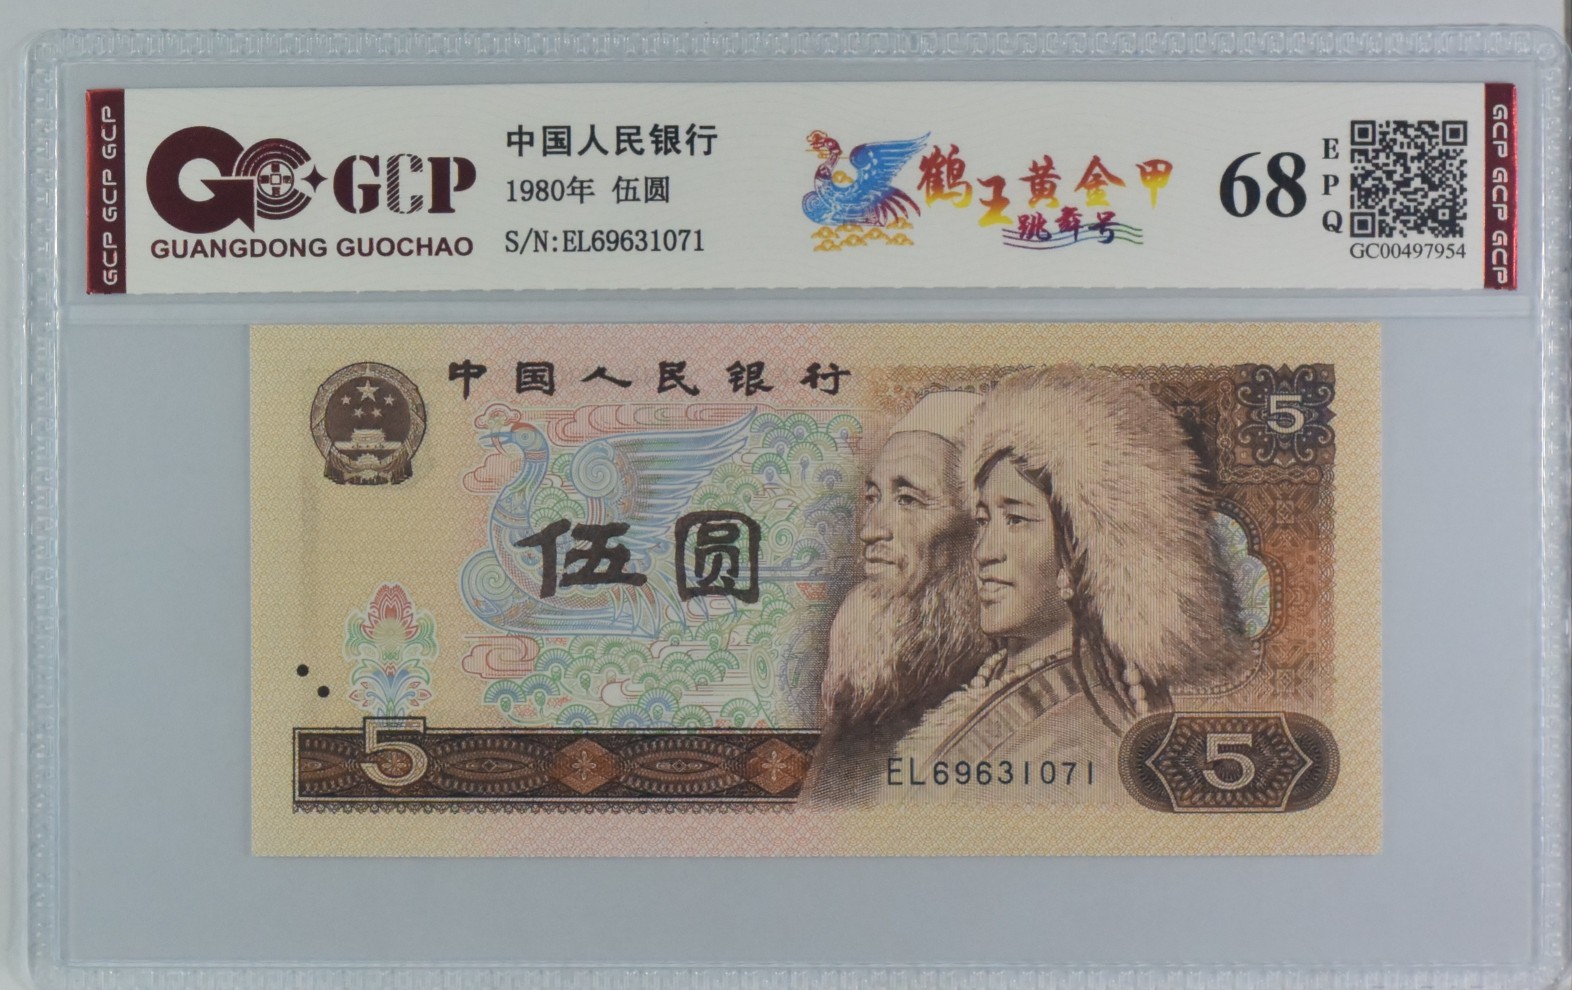 GCP GCP GCP
GCP
GUANGDONG GUOCHAO
中国人民银行
1980年 伍圆
S/N:EL69631071
鹤王黄金甲
跳舞号
68
EPQ
GC00497954
GCP GCP GCP
中国人民银行
5
伍圆
5
EL69631071
5